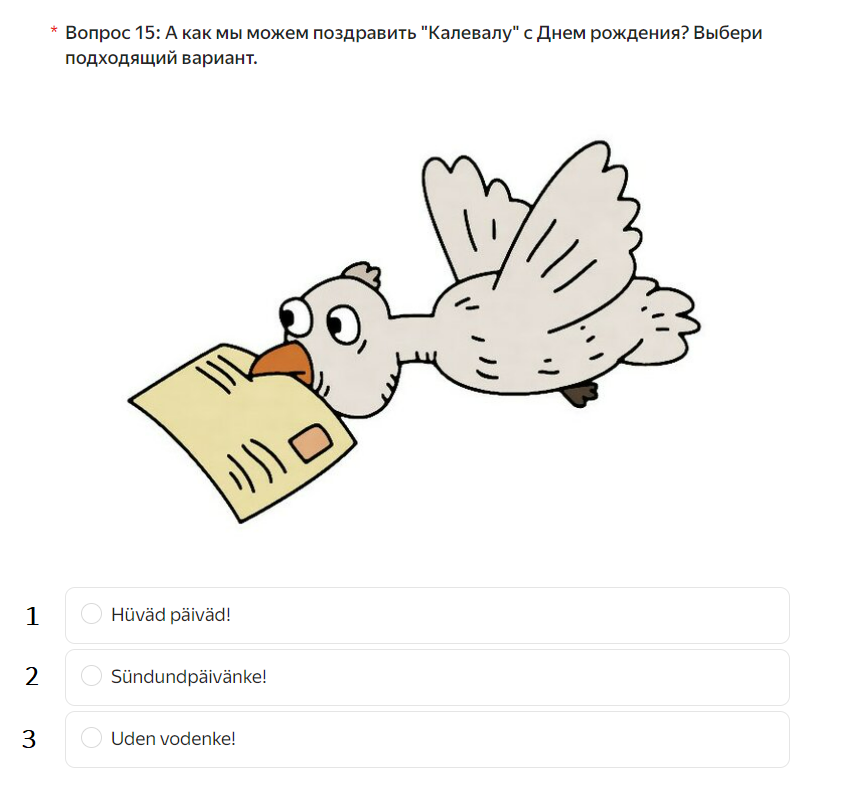 * Вопрос 15: А как мы можем поздравить "Калевалу" с Днем рождения? Выбери
подходящий вариант.
1 Hüväd päiväd!
2 Sündundpäivänke!
3 Uden vodenke!